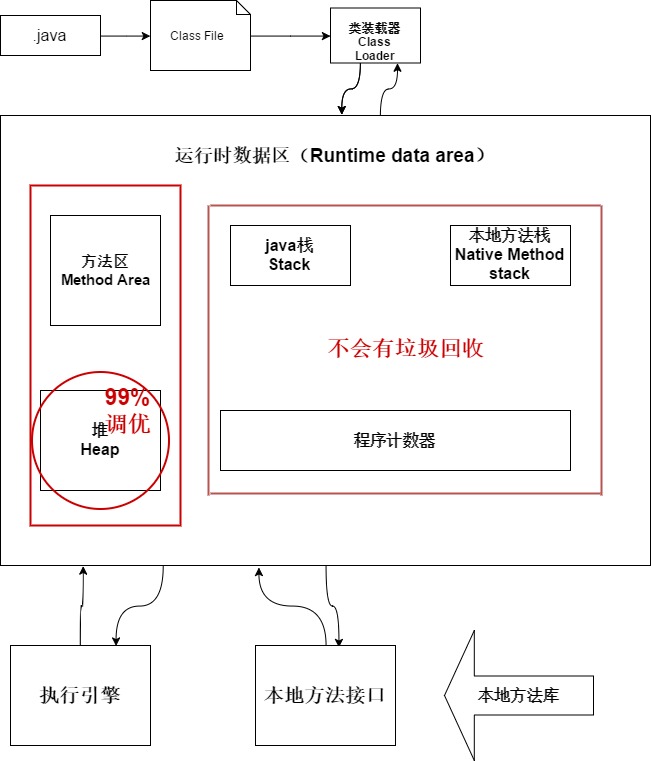 .java
Class File
类装载器
Class
Loader
运行时数据区（Runtime data area）
方法区
Method Area
java栈
Stack
本地方法栈
Native Method
stack
不会有垃圾回收
99%
调优
堆
Heap
程序计数器
执行引擎
本地方法接口
本地方法库